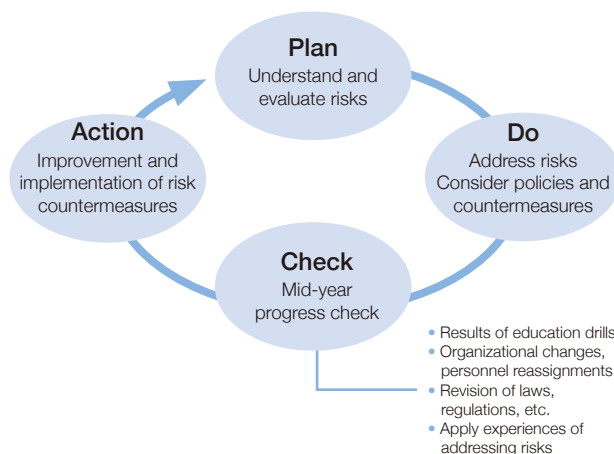 Plan
Understand and
evaluate risks
Do
Address risks
Consider policies and
countermeasures
Check
Mid-year
progress check
• Results of education drills
• Organizational changes,
personnel reassignments
• Revision of laws,
regulations, etc.
• Apply experiences of
addressing risks
Action
Improvement and
implementation of risk
countermeasures